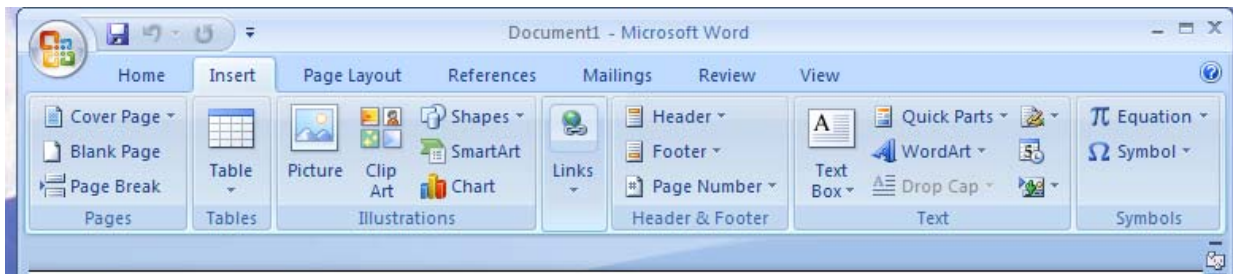 Document1 - Microsoft Word
Home Insert Page Layout References Mailings Review View
Cover Page
Blank Page
Page Break
Pages
Table
Tables
Picture
Clip
Art
Shapes
SmartArt
Chart
Illustrations
Links
Header
Footer
Page Number
Header & Footer
A
Text
Box
Quick Parts
WordArt
Drop Cap
Text
π Equation
Ω Symbol
Symbols